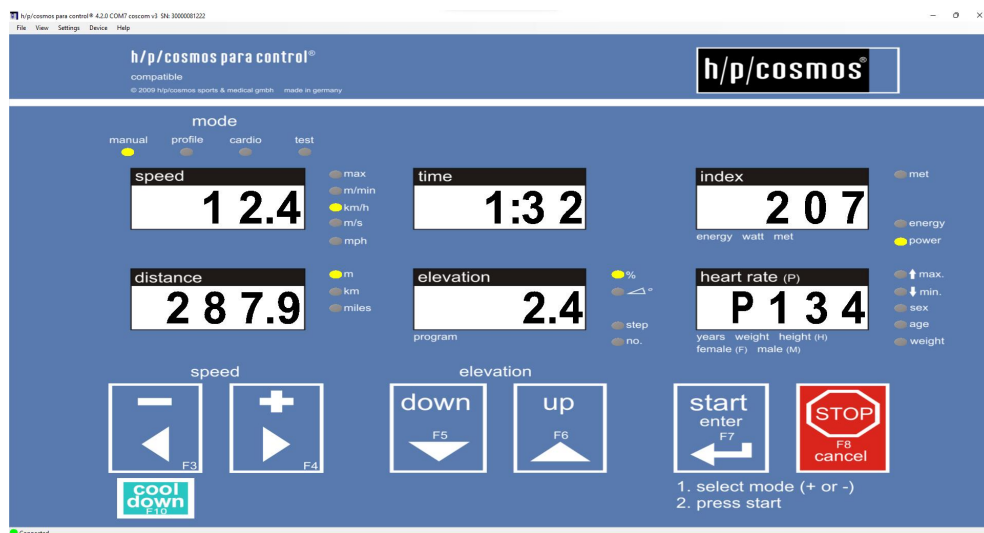 h/p/cosmos para control® 4.2.0 COM7 coscom v3 SN: 30000081222
File View Settings Device Help
h/p/cosmos para control®
compatible
© 2009 h/p/cosmos sports & medical gmbh made in germany
h/p/cosmos®
mode
manual profile cardio test
speed
12.4
max
m/min
km/h
m/s
mph
time
1:32
index
207
energy watt met
met
energy
power
distance
287.9
m
km
miles
elevation
2.4
program
%
°
step
no.
heart rate (P)
P134
years weight height (H)
female (F) male (M)
max.
min.
sex
age
weight
speed
F3
F4
elevation
down
F5
up
F6
start
enter
F7
STOP
F8
cancel
cool
down
F10
1. select mode (+ or -)
2. press start
Connected